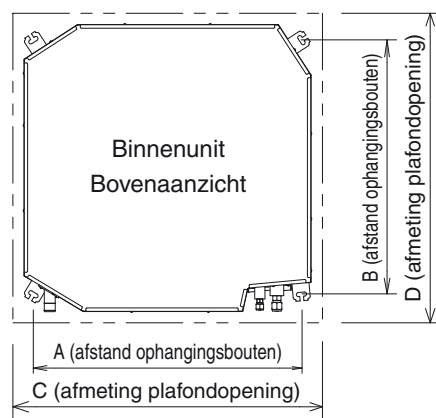 Binnenunit
Bovenaanzicht
B (afstand ophangingsbouten)
D (afmeting plafondopening)
A (afstand ophangingsbouten)
C (afmeting plafondopening)